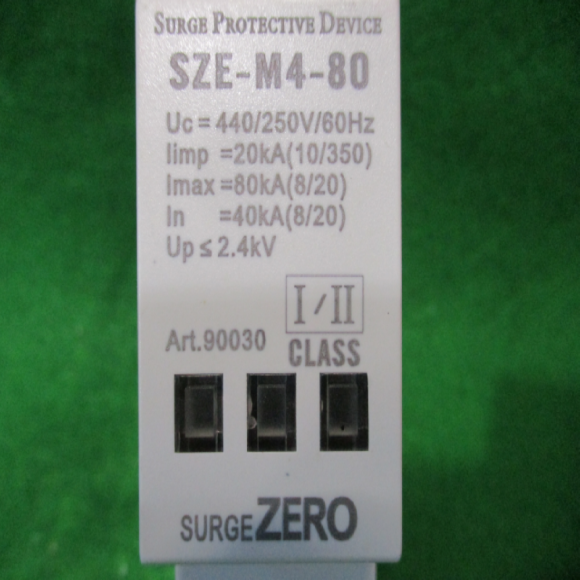 SURGE PROTECTIVE DEVICE
SZE-M4-80
Uc = 440/250V/60Hz
Iimp =20kA(10/350)
Imax =80kA(8/20)
In =40kA(8/20)
Up ≤ 2.4kV
I / II
Art.90030 CLASS
SURGEZERO